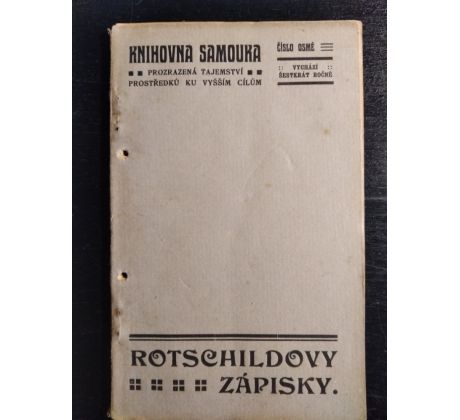 KNIHOVNA SAMOUKA
PROZRAZENÁ TAJEMSTVÍ
PROSTŘEDKŮ KU VYŠŠÍM CÍLŮM
ČÍSLO OSMÉ
:: VYCHÁZÍ ::
ŠESTKRÁT ROČNĚ
ROTSCHILDOVY
ZÁPISKY.